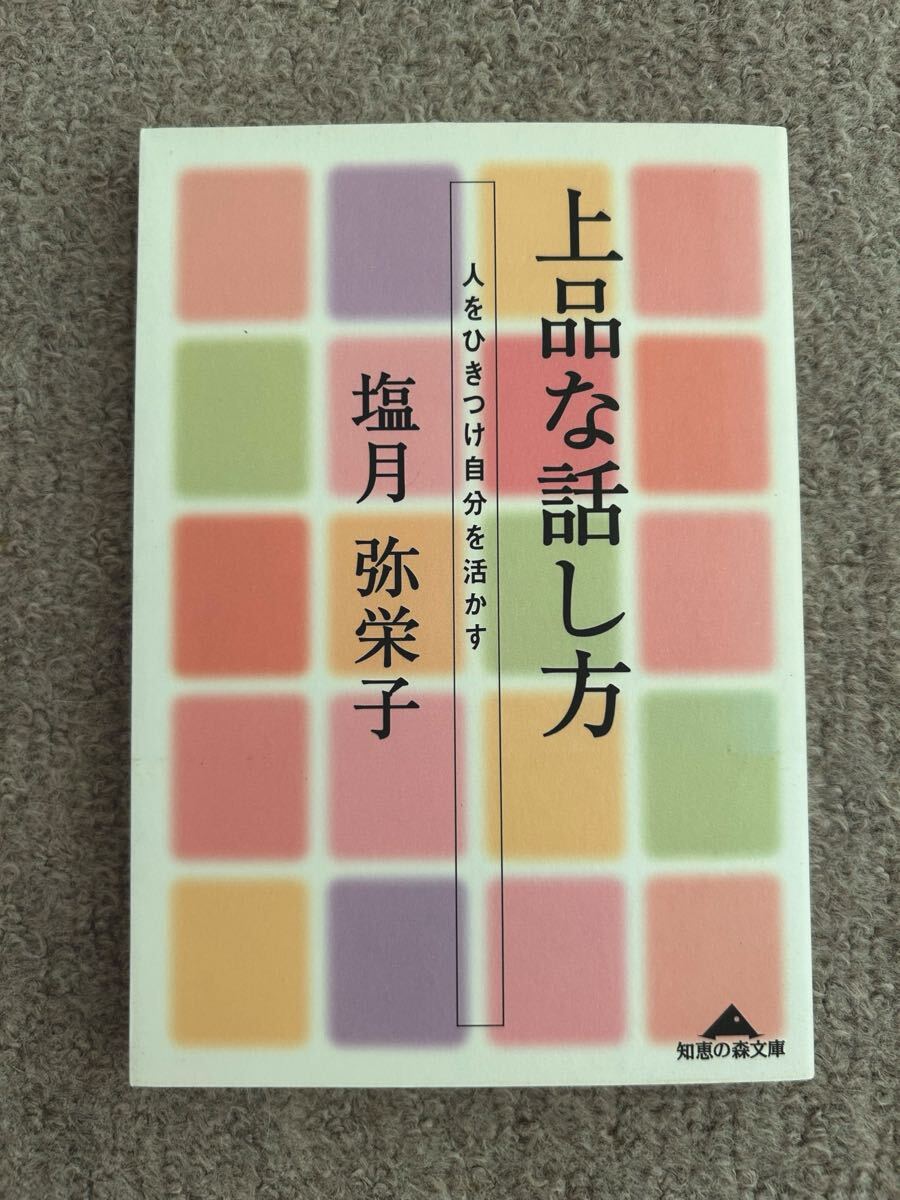 上品な話し方
人をひきつけ自分を活かす
塩月 弥栄子
知恵の森文庫